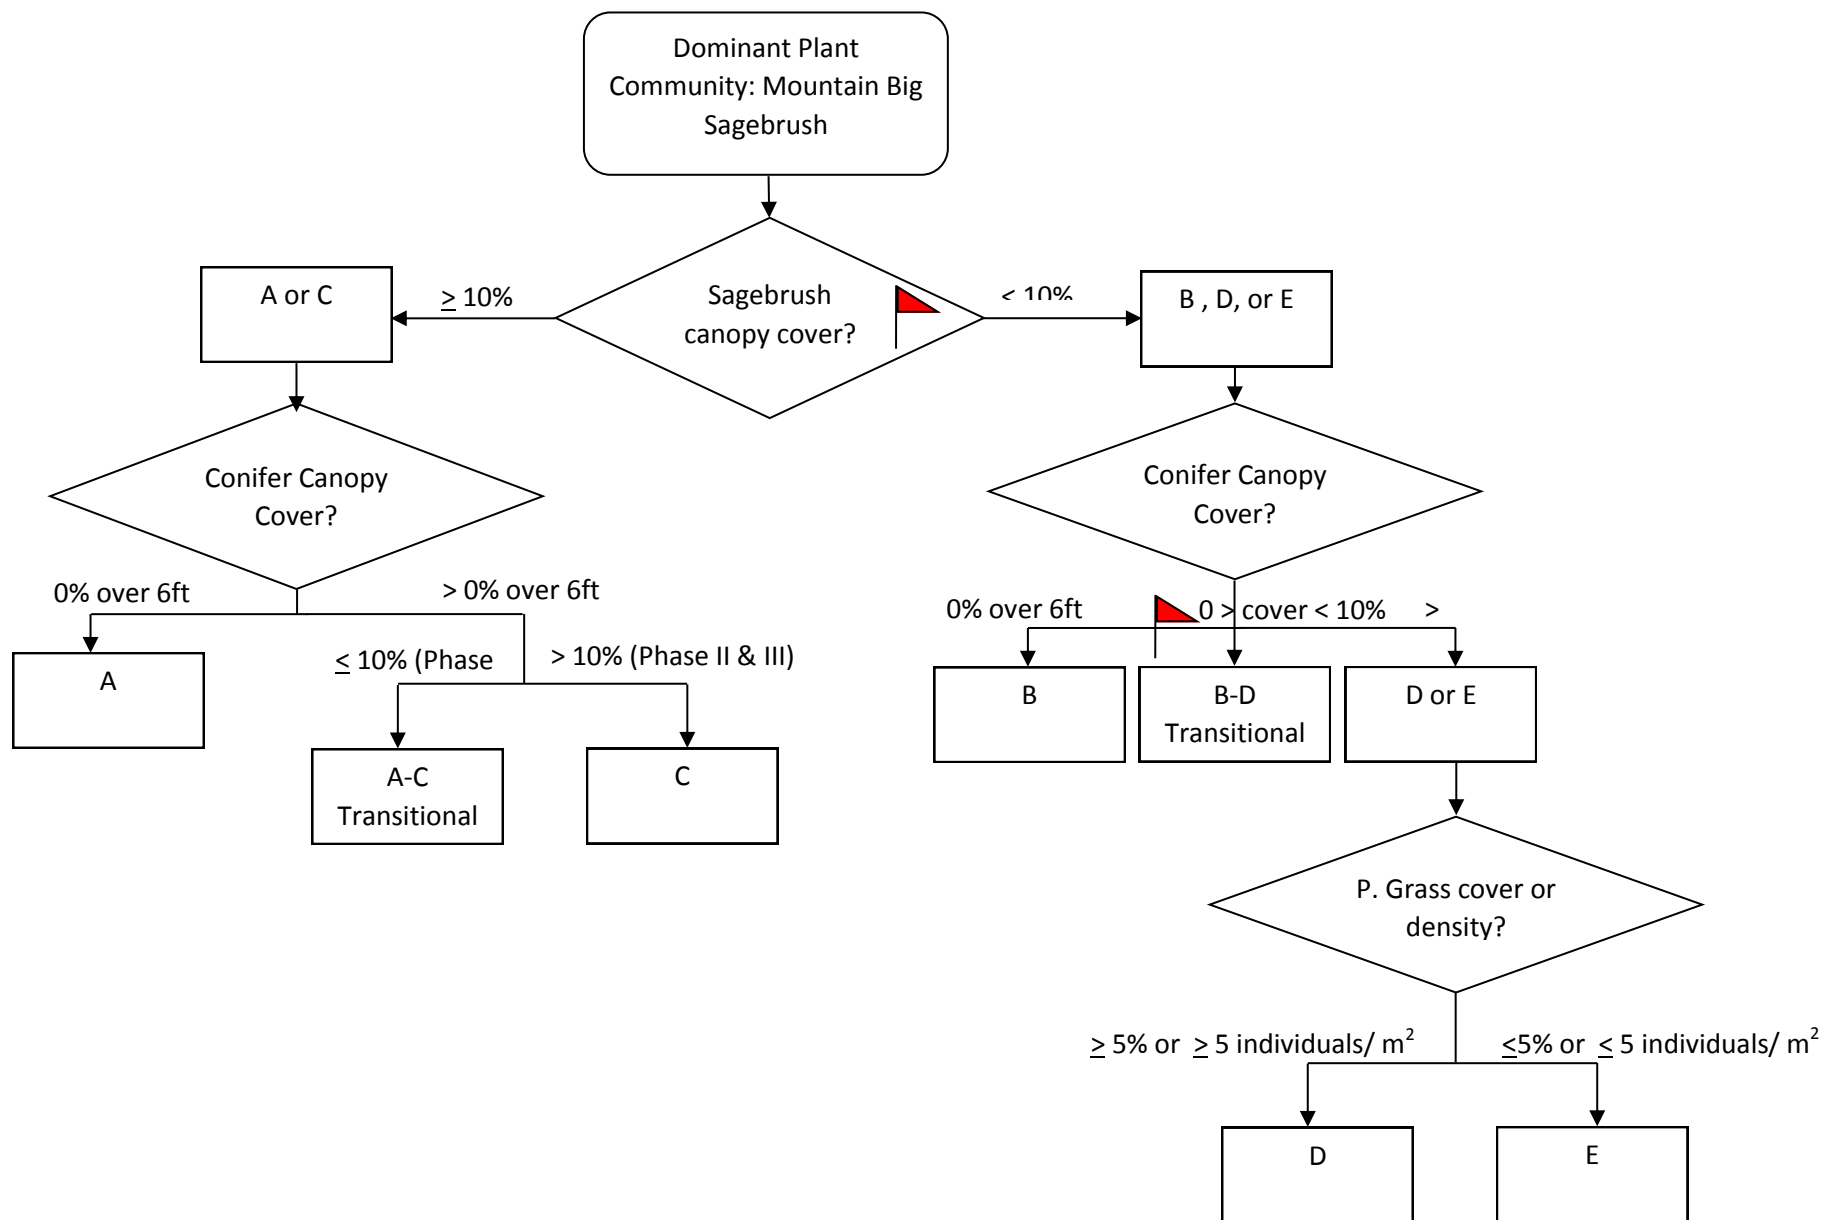 Dominant Plant
Community: Mountain Big
Sagebrush
A or C
≥ 10%
Sagebrush
canopy cover?
< 10%
B , D, or E
Conifer Canopy
Cover?
Conifer Canopy
Cover?
0% over 6ft
> 0% over 6ft
0% over 6ft
0 > cover < 10%
>
≤ 10% (Phase
> 10% (Phase II & III)
A
B
B-D
Transitional
D or E
A-C
Transitional
C
P. Grass cover or
density?
≥ 5% or ≥ 5 individuals/ m²
≤5% or ≤ 5 individuals/ m²
D
E